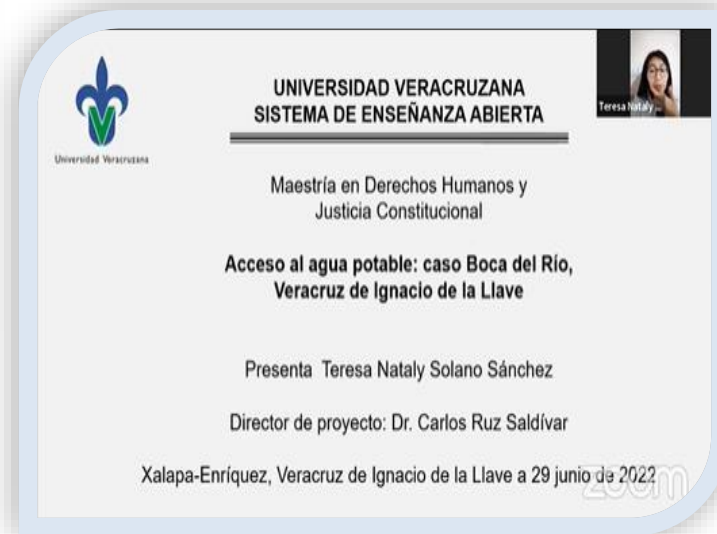 Universidad Veracruzana
UNIVERSIDAD VERACRUZANA
SISTEMA DE ENSEÑANZA ABIERTA
Teresa Nataly ...
Maestría en Derechos Humanos y
Justicia Constitucional
Acceso al agua potable: caso Boca del Río,
Veracruz de Ignacio de la Llave
Presenta Teresa Nataly Solano Sánchez
Director de proyecto: Dr. Carlos Ruz Saldívar
Xalapa-Enríquez, Veracruz de Ignacio de la Llave a 29 junio de 2022
zoom